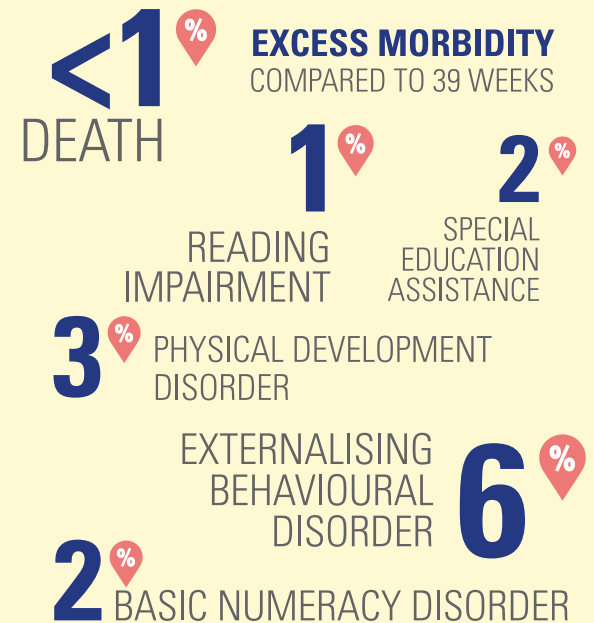 <1%
DEATH
EXCESS MORBIDITY
COMPARED TO 39 WEEKS
1%
READING
IMPAIRMENT
2%
SPECIAL
EDUCATION
ASSISTANCE
3%
PHYSICAL DEVELOPMENT
DISORDER
EXTERNALISING
BEHAVIOURAL
DISORDER
6%
2%
BASIC NUMERACY DISORDER